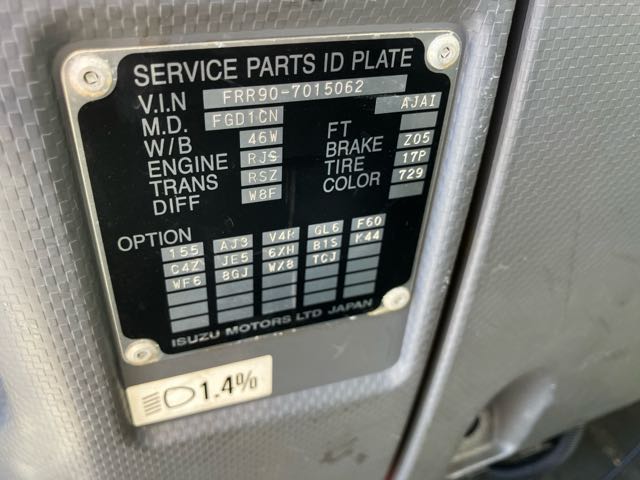 SERVICE PARTS ID PLATE
V.I.N FRR90-7015062
M.D. FGD1CN AJAI
W/B 46W FT
ENGINE RJS BRAKE Z05
TRANS RSZ TIRE 17P
DIFF W8F COLOR 729
OPTION 155 AJ3 V4R GL6 F60
C4Z JE5 6XH B1S K44
WF6 8GJ WX8 TCJ
ISUZU MOTORS LTD JAPAN
1.4%